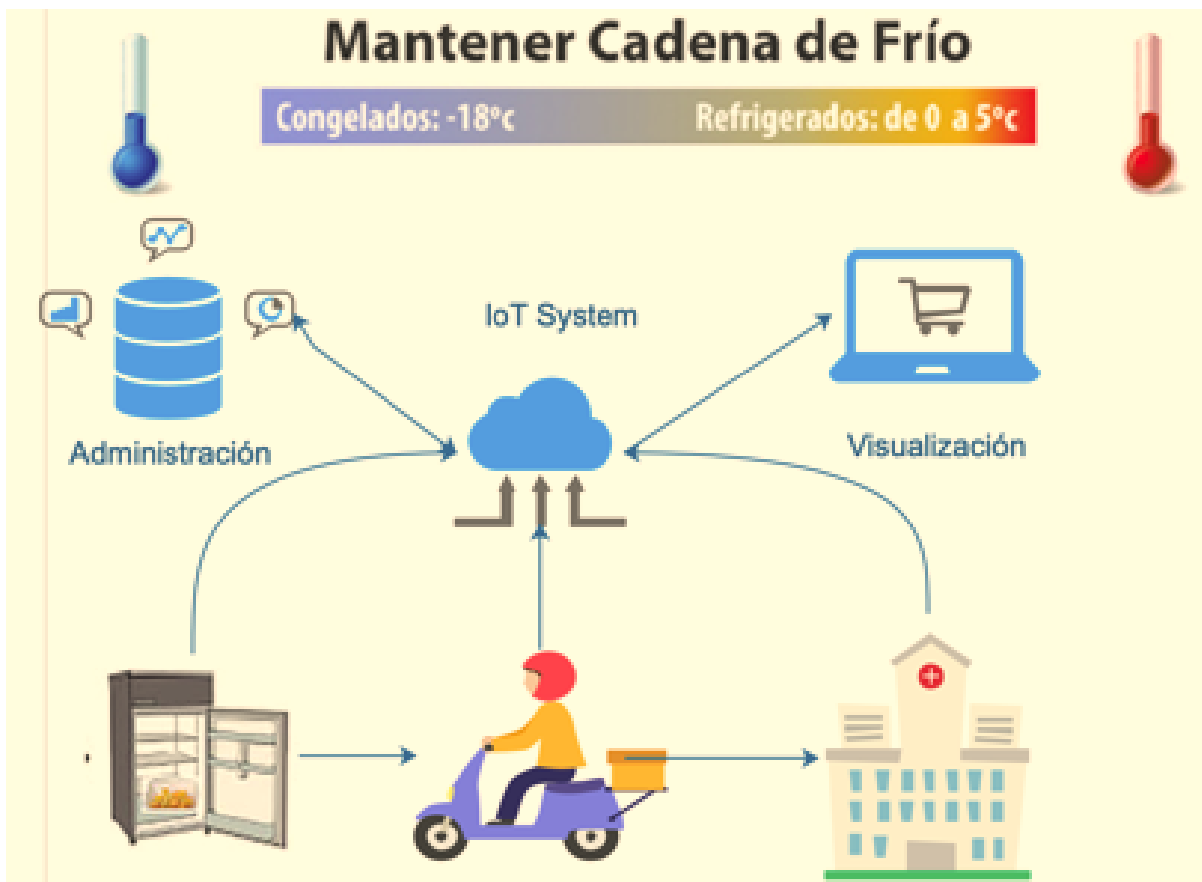 Mantener Cadena de Frío
Congelados: -18ºc
Refrigerados: de 0 a 5ºc
IoT System
Administración
Visualización